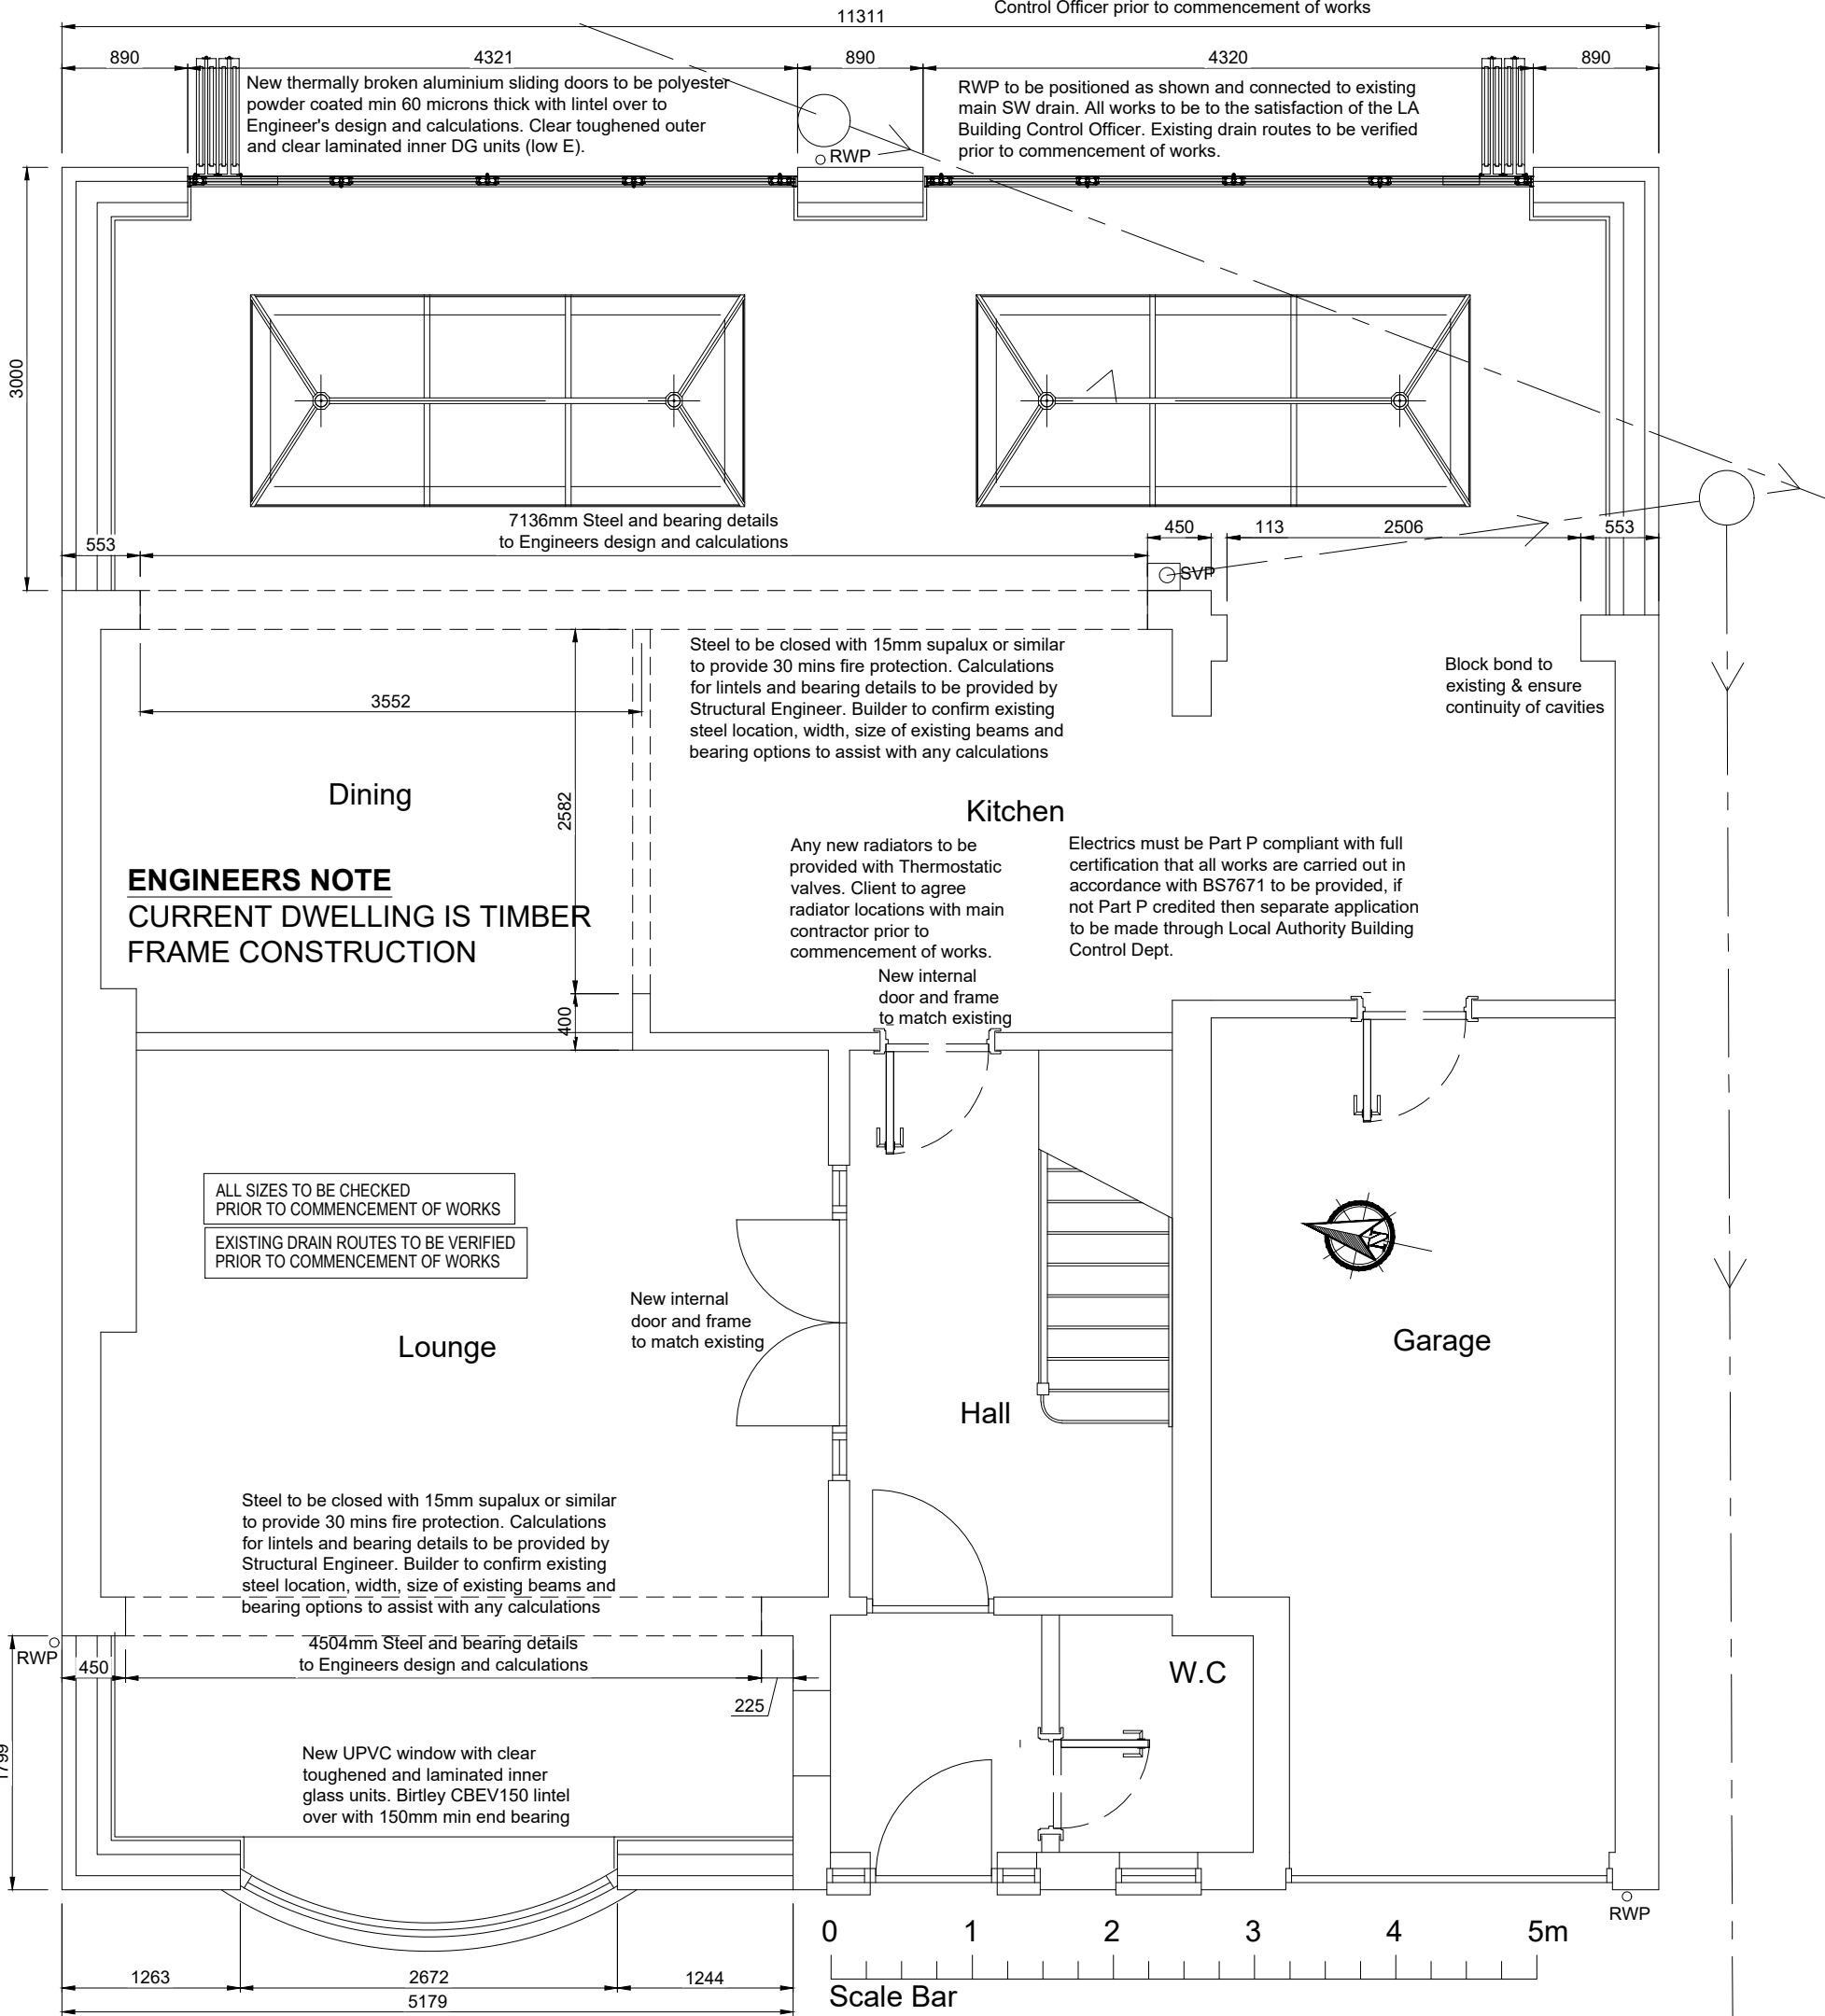 Control Officer prior to commencement of works
11311
890
4321
890
4320
890
New thermally broken aluminium sliding doors to be polyester
powder coated min 60 microns thick with lintel over to
Engineer's design and calculations. Clear toughened outer
and clear laminated inner DG units (low E).
RWP to be positioned as shown and connected to existing
main SW drain. All works to be to the satisfaction of the LA
Building Control Officer. Existing drain routes to be verified
prior to commencement of works.
RWP
3000
7136mm Steel and bearing details
to Engineers design and calculations
553
450
113
2506
553
SVP
Steel to be closed with 15mm supalux or similar
to provide 30 mins fire protection. Calculations
for lintels and bearing details to be provided by
Structural Engineer. Builder to confirm existing
steel location, width, size of existing beams and
bearing options to assist with any calculations
Block bond to
existing & ensure
continuity of cavities
3552
Dining
2582
Kitchen
Any new radiators to be
provided with Thermostatic
valves. Client to agree
radiator locations with main
contractor prior to
commencement of works.
Electrics must be Part P compliant with full
certification that all works are carried out in
accordance with BS7671 to be provided, if
not Part P credited then separate application
to be made through Local Authority Building
Control Dept.
ENGINEERS NOTE
CURRENT DWELLING IS TIMBER
FRAME CONSTRUCTION
New internal
door and frame
to match existing
400
ALL SIZES TO BE CHECKED
PRIOR TO COMMENCEMENT OF WORKS
EXISTING DRAIN ROUTES TO BE VERIFIED
PRIOR TO COMMENCEMENT OF WORKS
N
New internal
door and frame
to match existing
Lounge
Garage
Hall
Steel to be closed with 15mm supalux or similar
to provide 30 mins fire protection. Calculations
for lintels and bearing details to be provided by
Structural Engineer. Builder to confirm existing
steel location, width, size of existing beams and
bearing options to assist with any calculations
4504mm Steel and bearing details
to Engineers design and calculations
RWP
450
225
W.C
1799
New UPVC window with clear
toughened and laminated inner
glass units. Birtley CBEV150 lintel
over with 150mm min end bearing
RWP
0
1
2
3
4
5m
Scale Bar
1263
2672
1244
5179